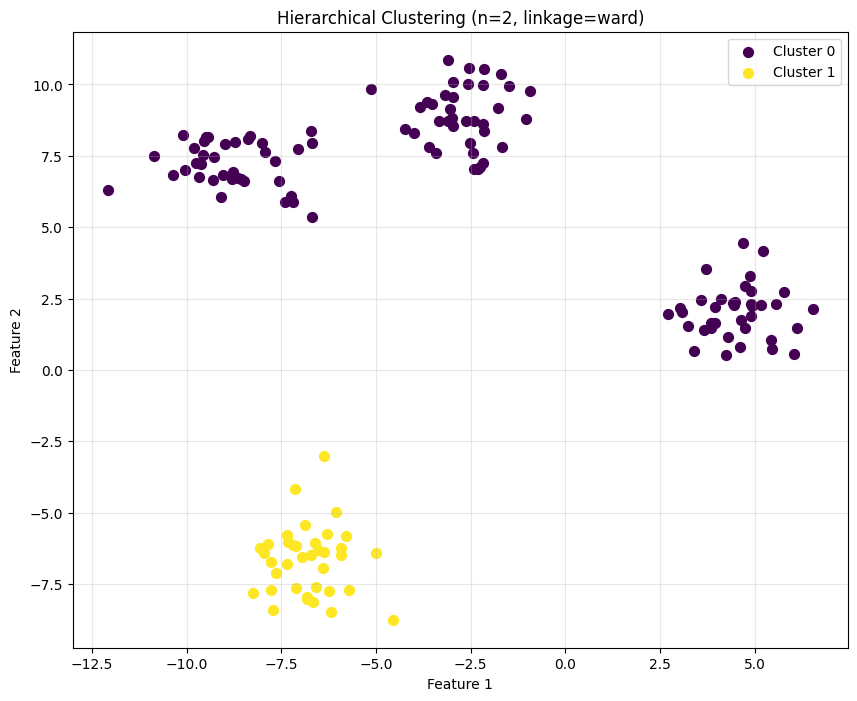 Hierarchical Clustering (n=2, linkage=ward)
Cluster 0
Cluster 1
Feature 2
10.0
7.5
5.0
2.5
0.0
−2.5
−5.0
−7.5
−12.5 −10.0 −7.5 −5.0 −2.5 0.0 2.5 5.0
Feature 1